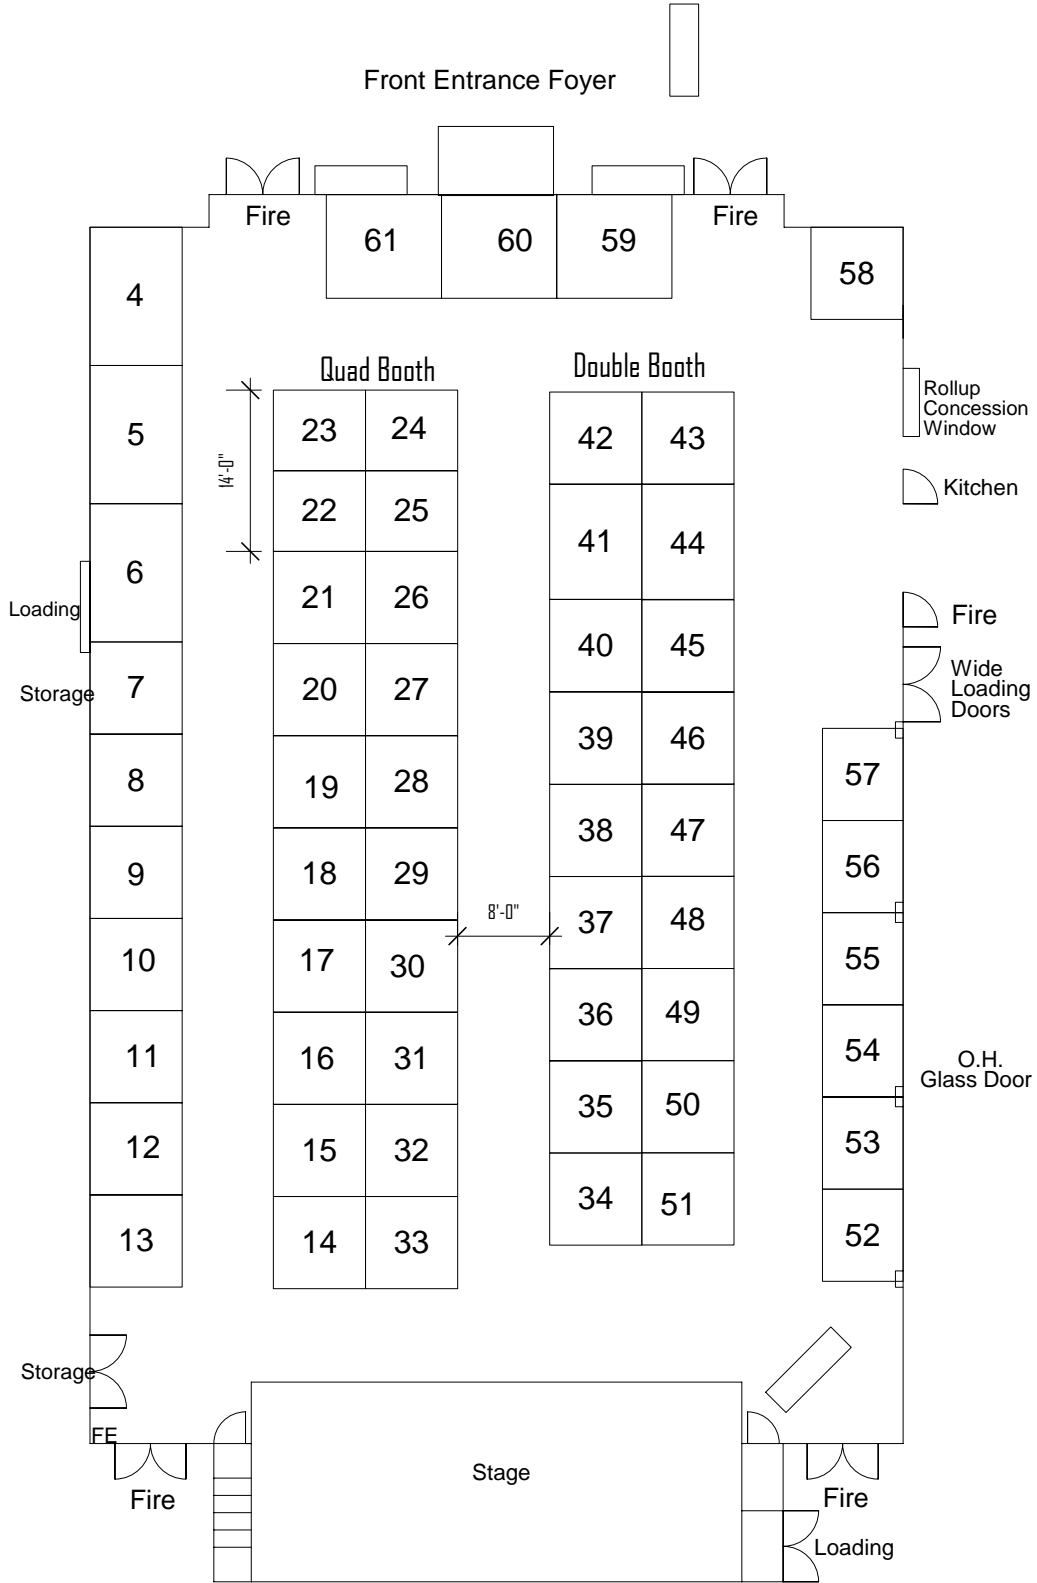 Front Entrance Foyer
Fire
Fire
61
60
59
58
4
Quad Booth
Double Booth
Rollup
Concession
Window
23
24
42
43
5
14'-0"
Kitchen
22
25
41
44
6
21
26
Loading
Fire
40
45
Storage
7
20
27
Wide
Loading
Doors
39
46
8
19
28
57
38
47
9
18
29
56
8'-0"
37
48
10
17
30
55
36
49
11
16
31
54
O.H.
Glass Door
35
50
12
15
32
53
34
51
13
14
33
52
Storage
FE
Stage
Fire
Fire
Loading